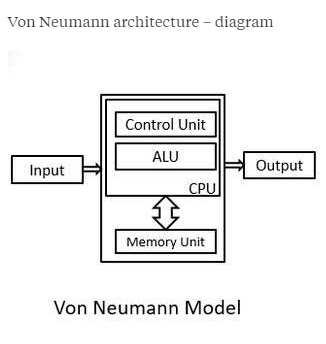 Von Neumann architecture – diagram
Control Unit
ALU
CPU
Input
Output
Memory Unit
Von Neumann Model